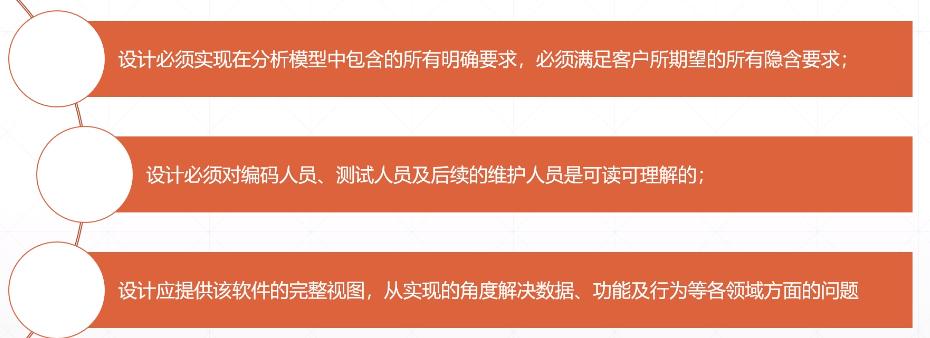 设计必须实现在分析模型中包含的所有明确要求，必须满足客户所期望的所有隐含要求；
设计必须对编码人员、测试人员及后续的维护人员是可读可理解的；
设计应提供该软件的完整视图，从实现的角度解决数据、功能及行为等各领域方面的问题